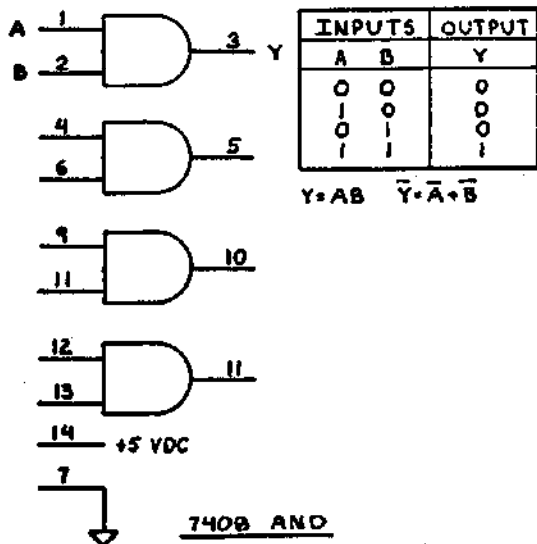 A 1
3 Y
B 2
4
5
6
9
10
11
12
11
13
14 +5 VDC
7
7408 AND
INPUTS OUTPUT
A B Y
0 0 0
1 0 0
0 1 0
1 1 1
Y=AB Y̅=A̅+B̅